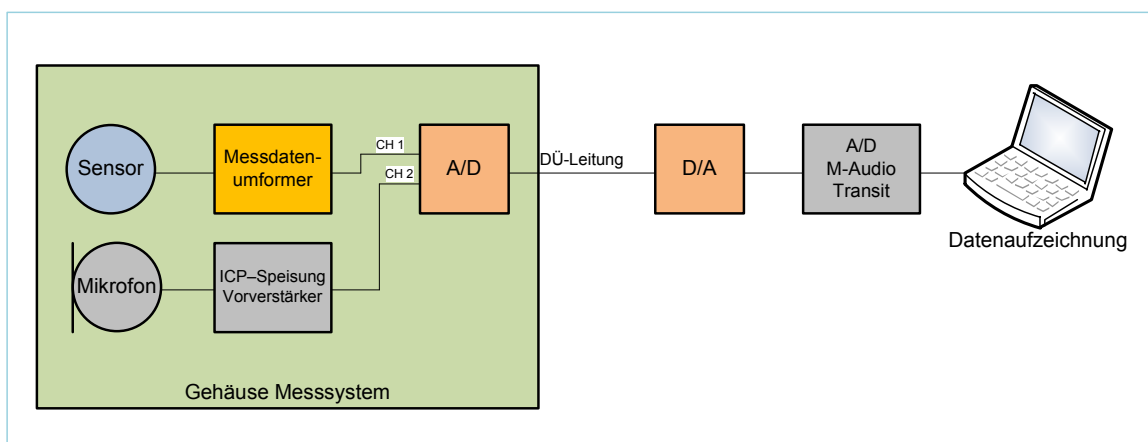 Sensor
Messdaten-
umformer
CH 1
CH 2
A/D
DÜ-Leitung
D/A
A/D
M-Audio
Transit
Datenaufzeichnung
Mikrofon
ICP–Speisung
Vorverstärker
Gehäuse Messsystem